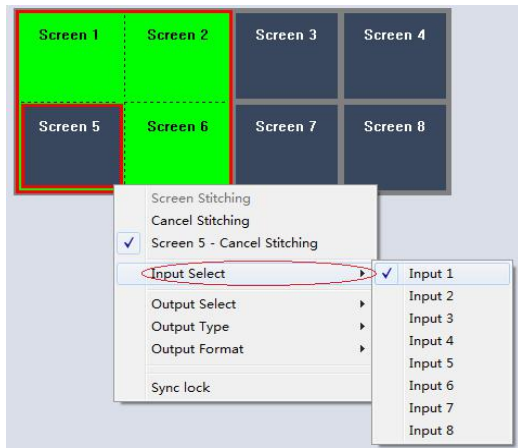 Screen 1 Screen 2 Screen 3 Screen 4
Screen 5 Screen 6 Screen 7 Screen 8
Screen Stitching
Cancel Stitching
Screen 5 - Cancel Stitching
Input Select
Output Select
Output Type
Output Format
Sync lock
Input 1
Input 2
Input 3
Input 4
Input 5
Input 6
Input 7
Input 8